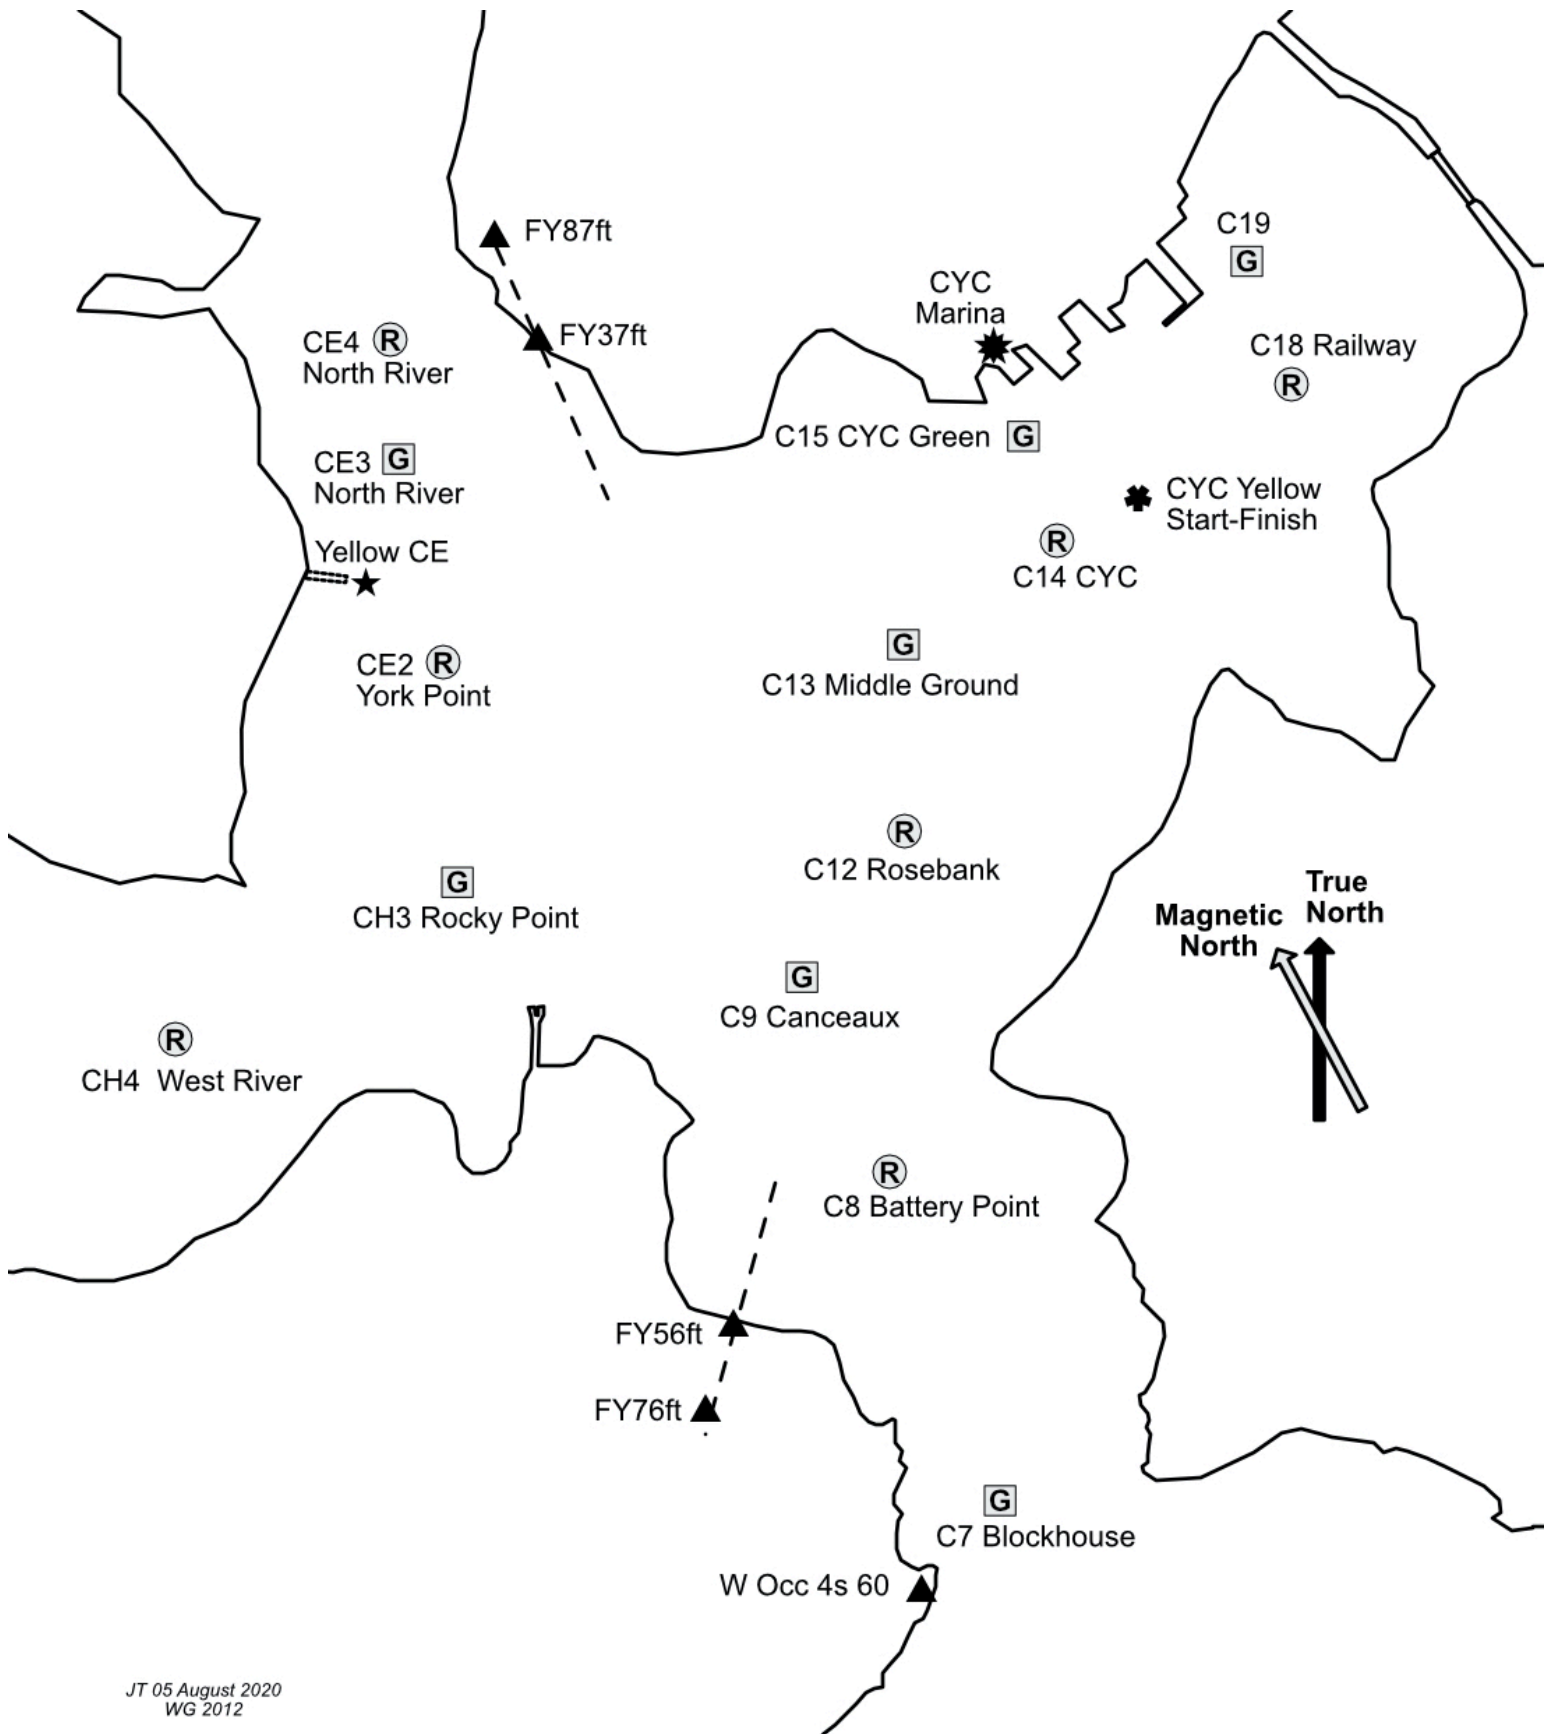 FY87ft
C19
G
CYC
Marina
FY37ft
CE4 R
North River
C18 Railway
R
C15 CYC Green G
CE3 G
North River
CYC Yellow
Start-Finish
Yellow CE
R
C14 CYC
G
C13 Middle Ground
CE2 R
York Point
R
C12 Rosebank
G
CH3 Rocky Point
True
North
Magnetic
North
G
C9 Canceaux
R
CH4 West River
R
C8 Battery Point
FY56ft
FY76ft
G
C7 Blockhouse
W Occ 4s 60
JT 05 August 2020
WG 2012